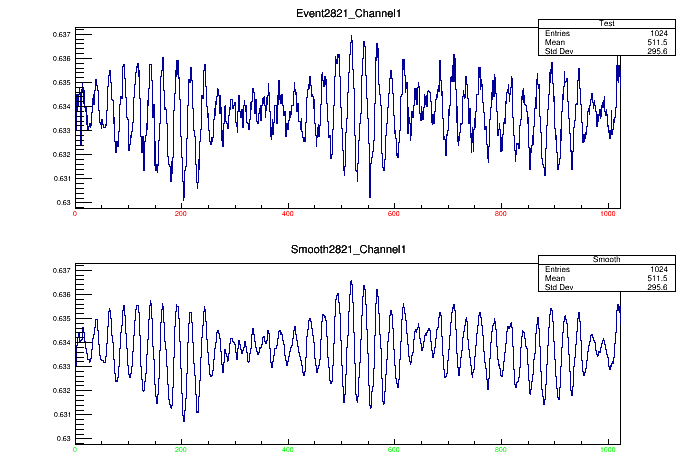 Event2821_Channel1
Test
Entries 1024
Mean 511.5
Std Dev 295.6
0.637
0.636
0.635
0.634
0.633
0.632
0.631
0.63
0 200 400 600 800 1000
Smooth2821_Channel1
Smooth
Entries 1024
Mean 511.5
Std Dev 295.6
0.637
0.636
0.635
0.634
0.633
0.632
0.631
0.63
0 200 400 600 800 1000